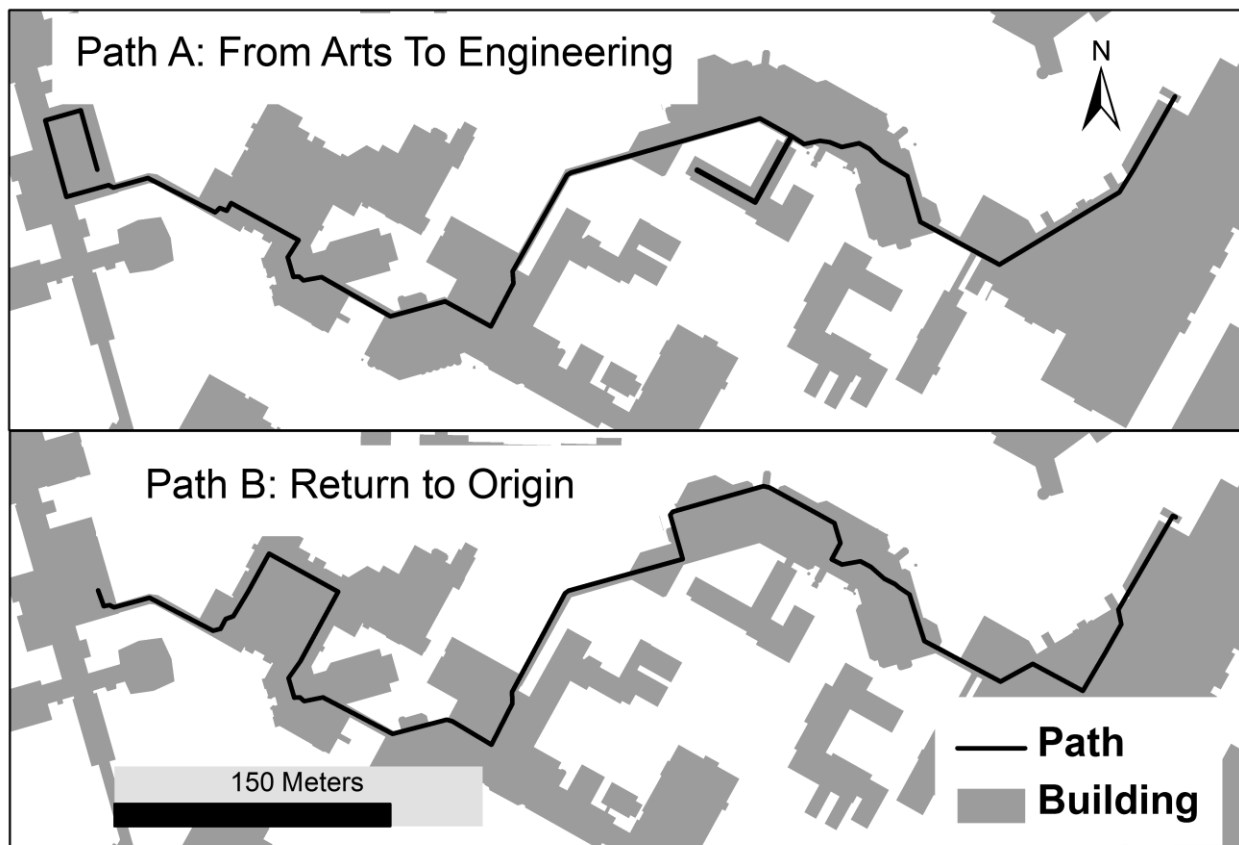 Path A: From Arts To Engineering
N
Path B: Return to Origin
150 Meters
Path
Building